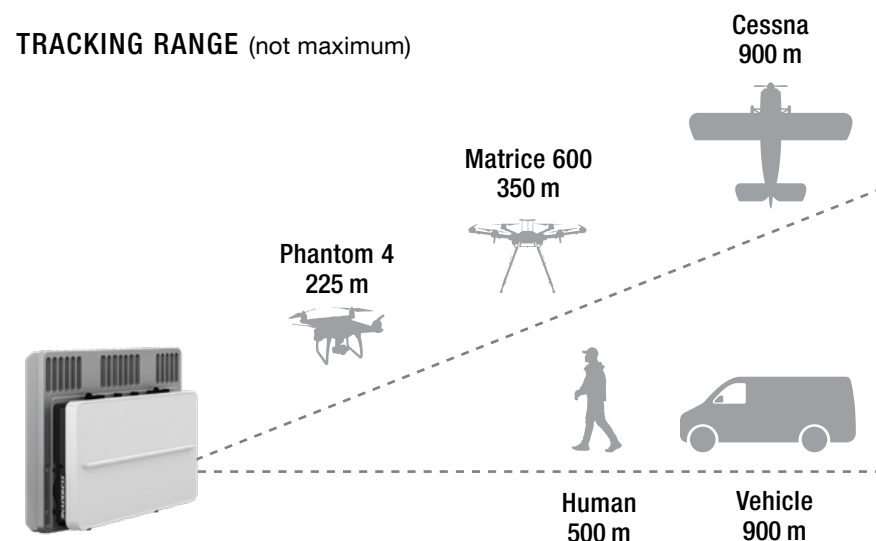 TRACKING RANGE (not maximum)
Cessna
900 m
Matrice 600
350 m
Phantom 4
225 m
Human
500 m
Vehicle
900 m